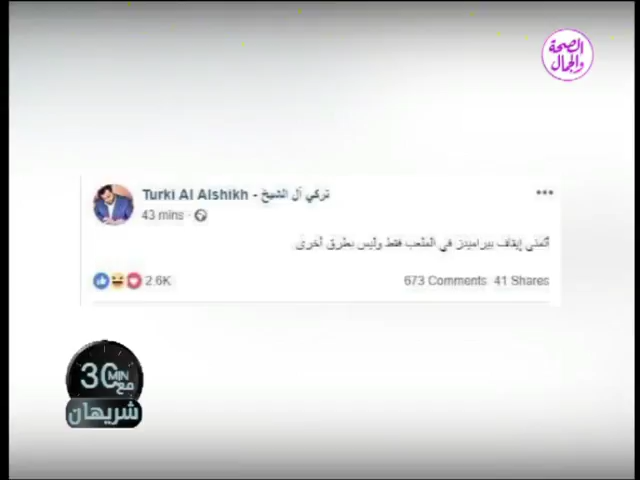 الصحة
والجمال
Turki Al Alshikh - تركي آل الشيخ
43 mins ·
أتمنى إيقاف بيراميدز في الملعب فقط وليس بطرق أخرى
2.6K 673 Comments 41 Shares
30 MIN
مع
شريهان